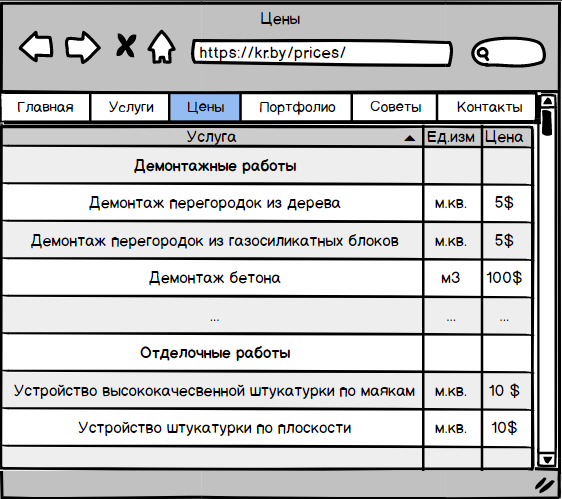 Цены
https://kr.by/prices/
Главная Услуги Цены Портфолио Советы Контакты
Услуга Ед.изм Цена
Демонтажные работы
Демонтаж перегородок из дерева м.кв. 5$
Демонтаж перегородок из газосиликатных блоков м.кв. 5$
Демонтаж бетона м3 100$
... ... ...
Отделочные работы
Устройство высококачесвенной штукатурки по маякам м.кв. 10 $
Устройство штукатурки по плоскости м.кв. 10$